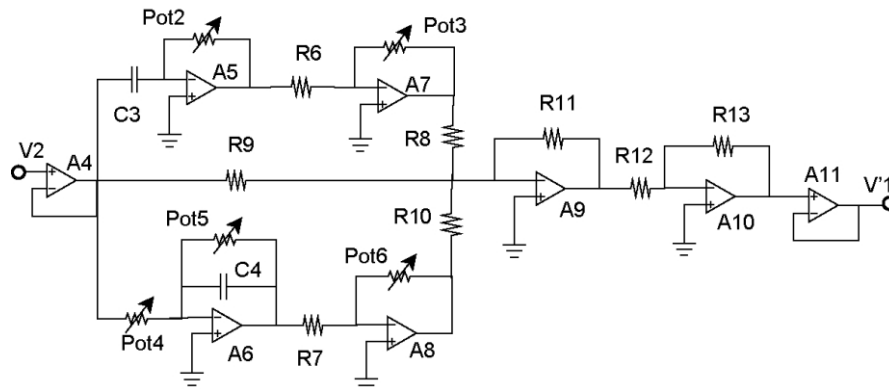 Pot2
Pot3
A5
R6
A7
C3
R11
R13
R9
R8
V2
A4
R12
A11
V'1
Pot5
R10
A9
A10
C4
Pot6
Pot4
A6
R7
A8